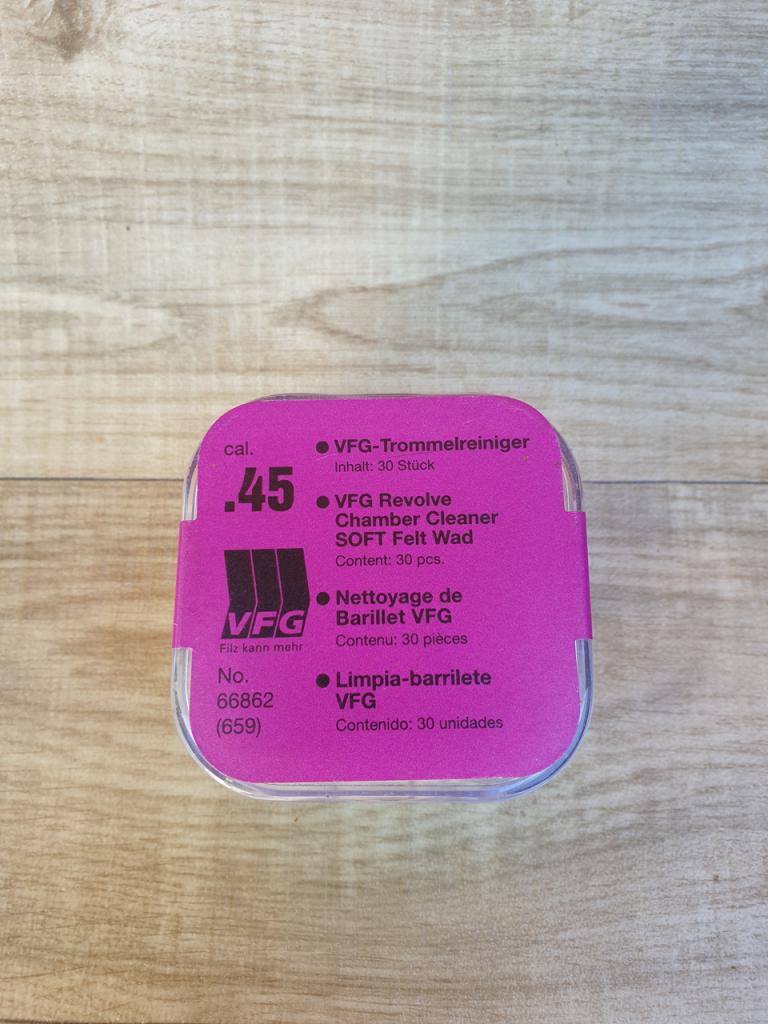 cal.
.45
VFG
Filz kann mehr
No.
66862
(659)
● VFG-Trommelreiniger
Inhalt: 30 Stück
● VFG Revolve
Chamber Cleaner
SOFT Felt Wad
Content: 30 pcs.
● Nettoyage de
Barillet VFG
Contenu: 30 pièces
● Limpia-barrilete
VFG
Contenido: 30 unidades